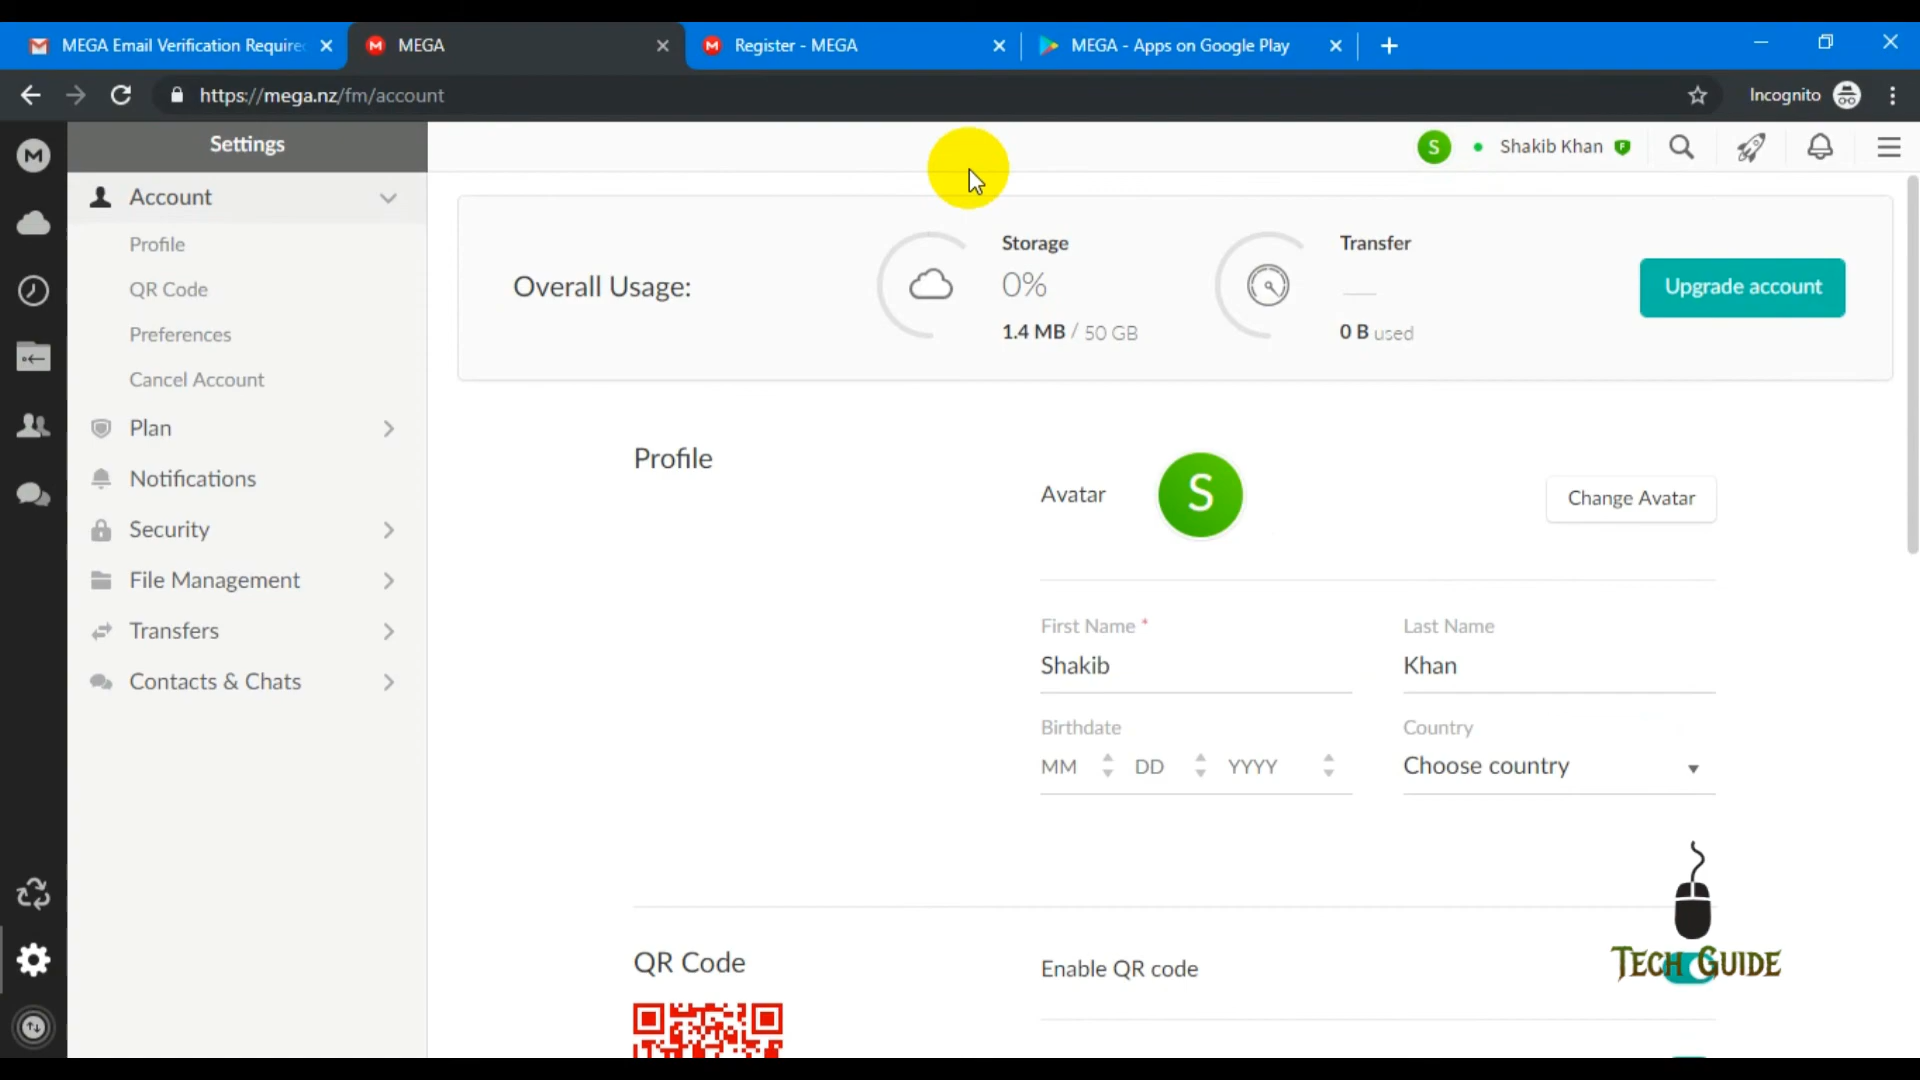 MEGA Email Verification Require
MEGA
Register - MEGA
MEGA - Apps on Google Play
https://mega.nz/fm/account
Incognito
Settings
S
Shakib Khan
Account
Profile
QR Code
Preferences
Cancel Account
Plan
Notifications
Security
File Management
Transfers
Contacts & Chats
Overall Usage:
Storage
0%
1.4 MB / 50 GB
Transfer
0 B used
Upgrade account
Profile
Avatar
S
Change Avatar
First Name *
Shakib
Last Name
Khan
Birthdate
MM DD YYYY
Country
Choose country
QR Code
Enable QR code
TECH GUIDE